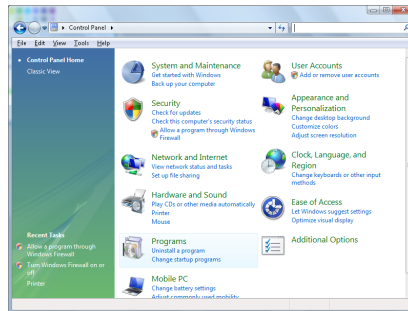 Control Panel
File Edit View Tools Help
Control Panel Home
Classic View
System and Maintenance
Get started with Windows
Back up your computer
Security
Check for updates
Check this computer's security status
Allow a program through Windows
Firewall
Network and Internet
View network status and tasks
Set up file sharing
Hardware and Sound
Play CDs or other media automatically
Printer
Mouse
Programs
Uninstall a program
Change startup programs
Mobile PC
Change battery settings
Adjust commonly used mobility
User Accounts
Add or remove user accounts
Appearance and
Personalization
Change desktop background
Customize colors
Adjust screen resolution
Clock, Language, and
Region
Change keyboards or other input
methods
Ease of Access
Let Windows suggest settings
Optimize visual display
Additional Options
Recent Tasks
Allow a program through
Windows Firewall
Turn Windows Firewall on or
off
Printer